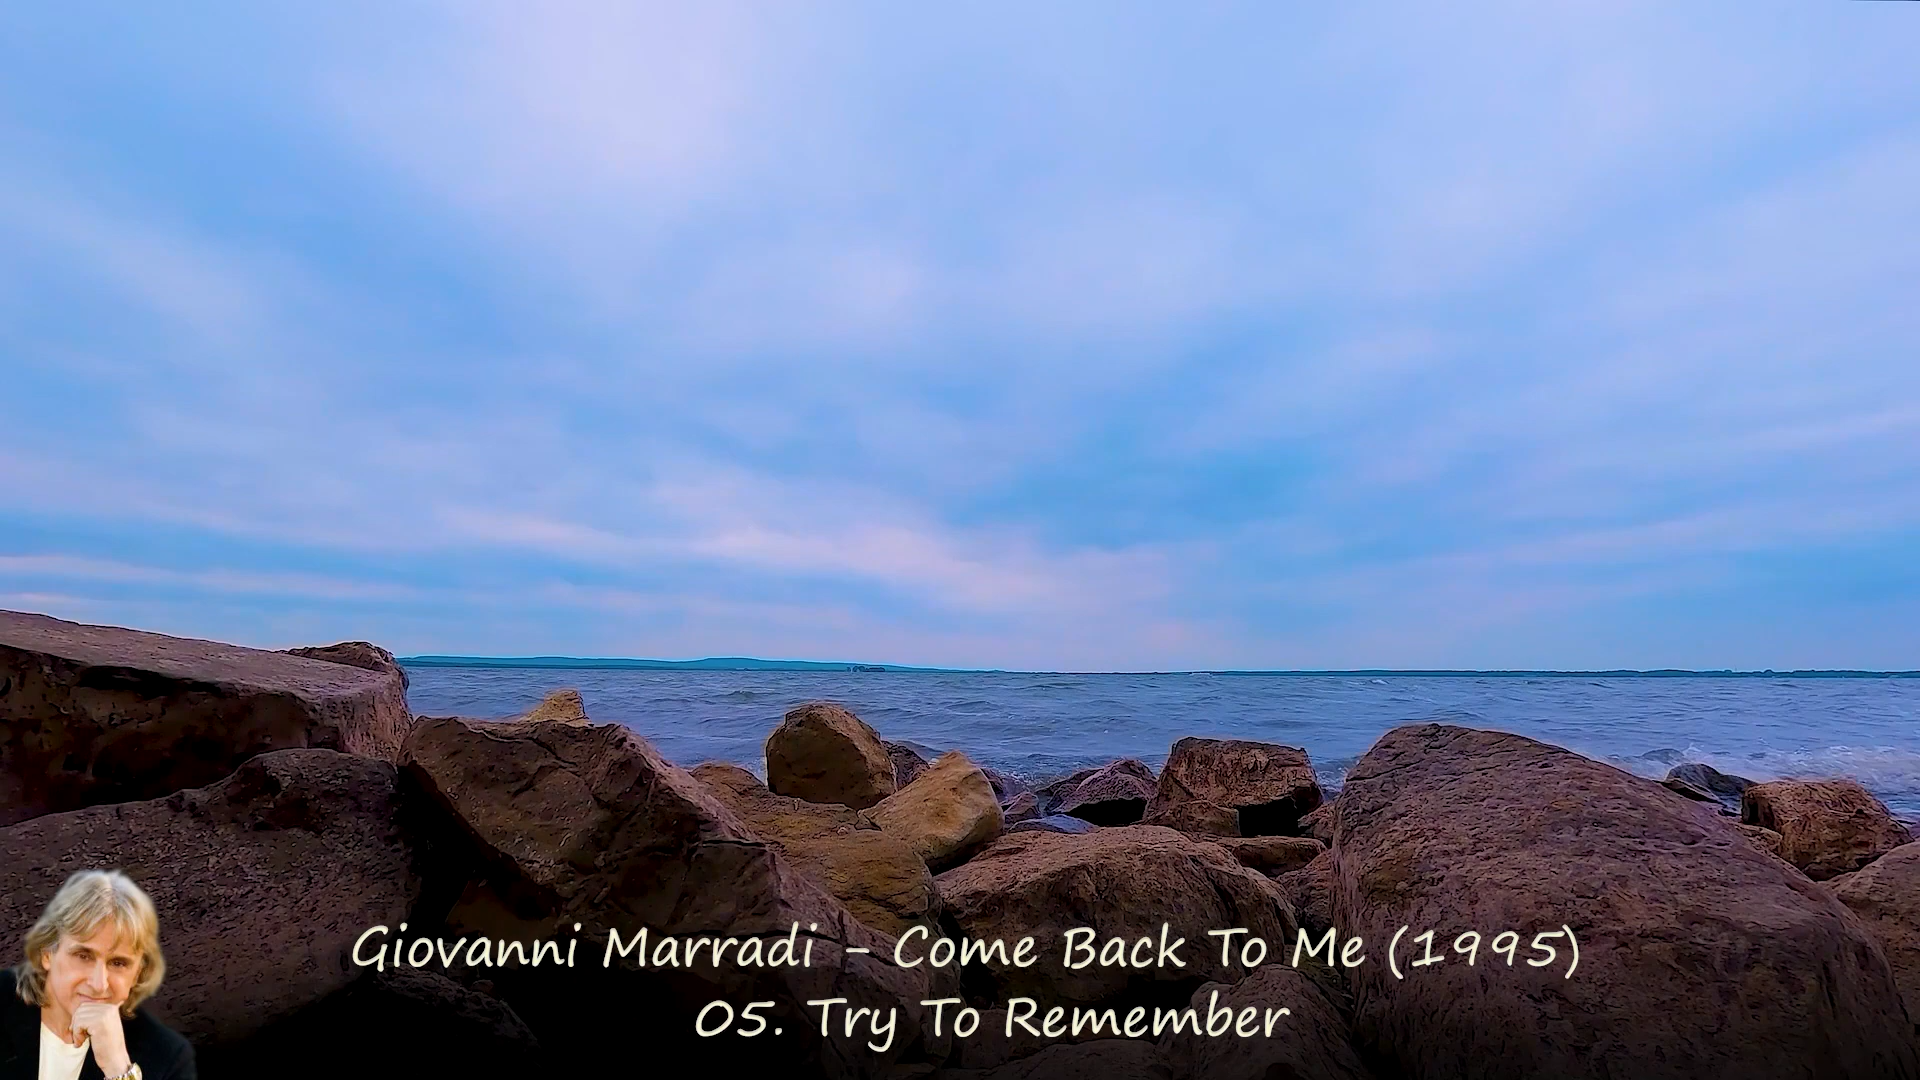 Giovanni Marradi - Come Back To Me (1995)
05. Try To Remember